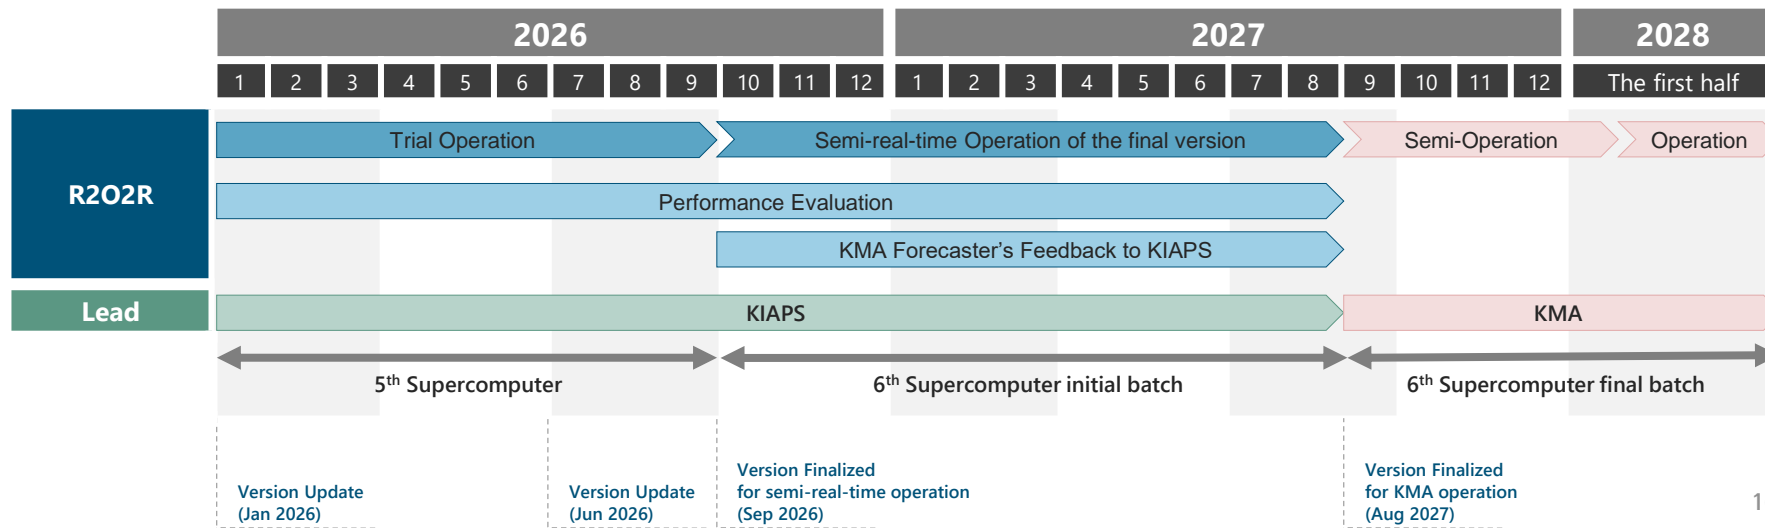 2026
2027
2028
1 2 3 4 5 6 7 8 9 10 11 12 1 2 3 4 5 6 7 8 9 10 11 12 The first half
R2O2R
Trial Operation
Semi-real-time Operation of the final version
Semi-Operation
Operation
Performance Evaluation
KMA Forecaster's Feedback to KIAPS
Lead
KIAPS
KMA
5th Supercomputer
6th Supercomputer initial batch
6th Supercomputer final batch
Version Update
(Jan 2026)
Version Update
(Jun 2026)
Version Finalized
for semi-real-time operation
(Sep 2026)
Version Finalized
for KMA operation
(Aug 2027)
1